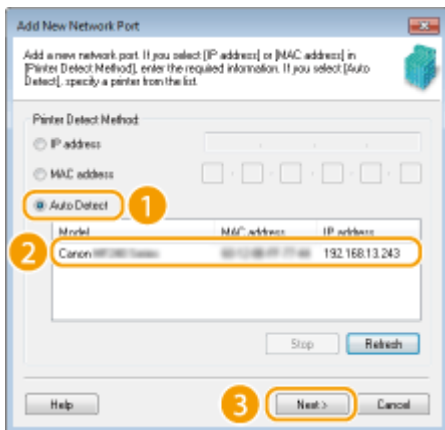 Add New Network Port
Add a new network port. If you select [IP address] or [MAC
address] in
[Printer Detect Method], enter the required information. If you select [Auto
Detect], specify a printer from the list.
Printer Detect Method:
IP address
MAC address
Auto Detect
1
Model MAC address IP address
2 Canon 192.168.13.243
Stop Refresh
Help 3 Next > Cancel